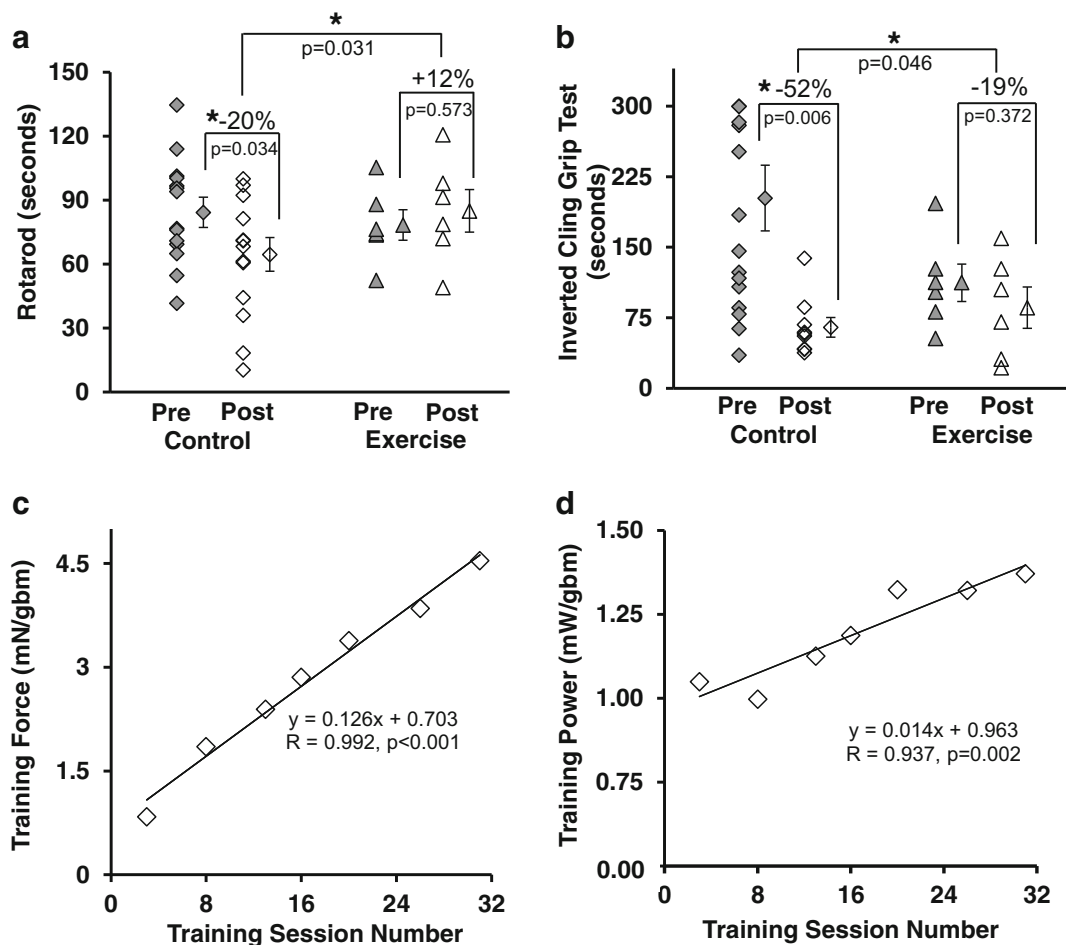 a
*
p=0.031
+12%
p=0.573
*-20%
p=0.034
Rotarod (seconds)
150
120
90
60
30
0
Pre Post
Control
Pre Post
Exercise
b
*
p=0.046
* -52%
p=0.006
-19%
p=0.372
Inverted Cling Grip Test
(seconds)
300
225
150
75
0
Pre Post
Control
Pre Post
Exercise
c
Training Force (mN/gbm)
4.5
3
1.5
0
y = 0.126x + 0.703
R = 0.992, p<0.001
0 8 16 24 32
Training Session Number
d
Training Power (mW/gbm)
1.50
1.25
1.00
0.75
0.00
y = 0.014x + 0.963
R = 0.937, p=0.002
0 8 16 24 32
Training Session Number